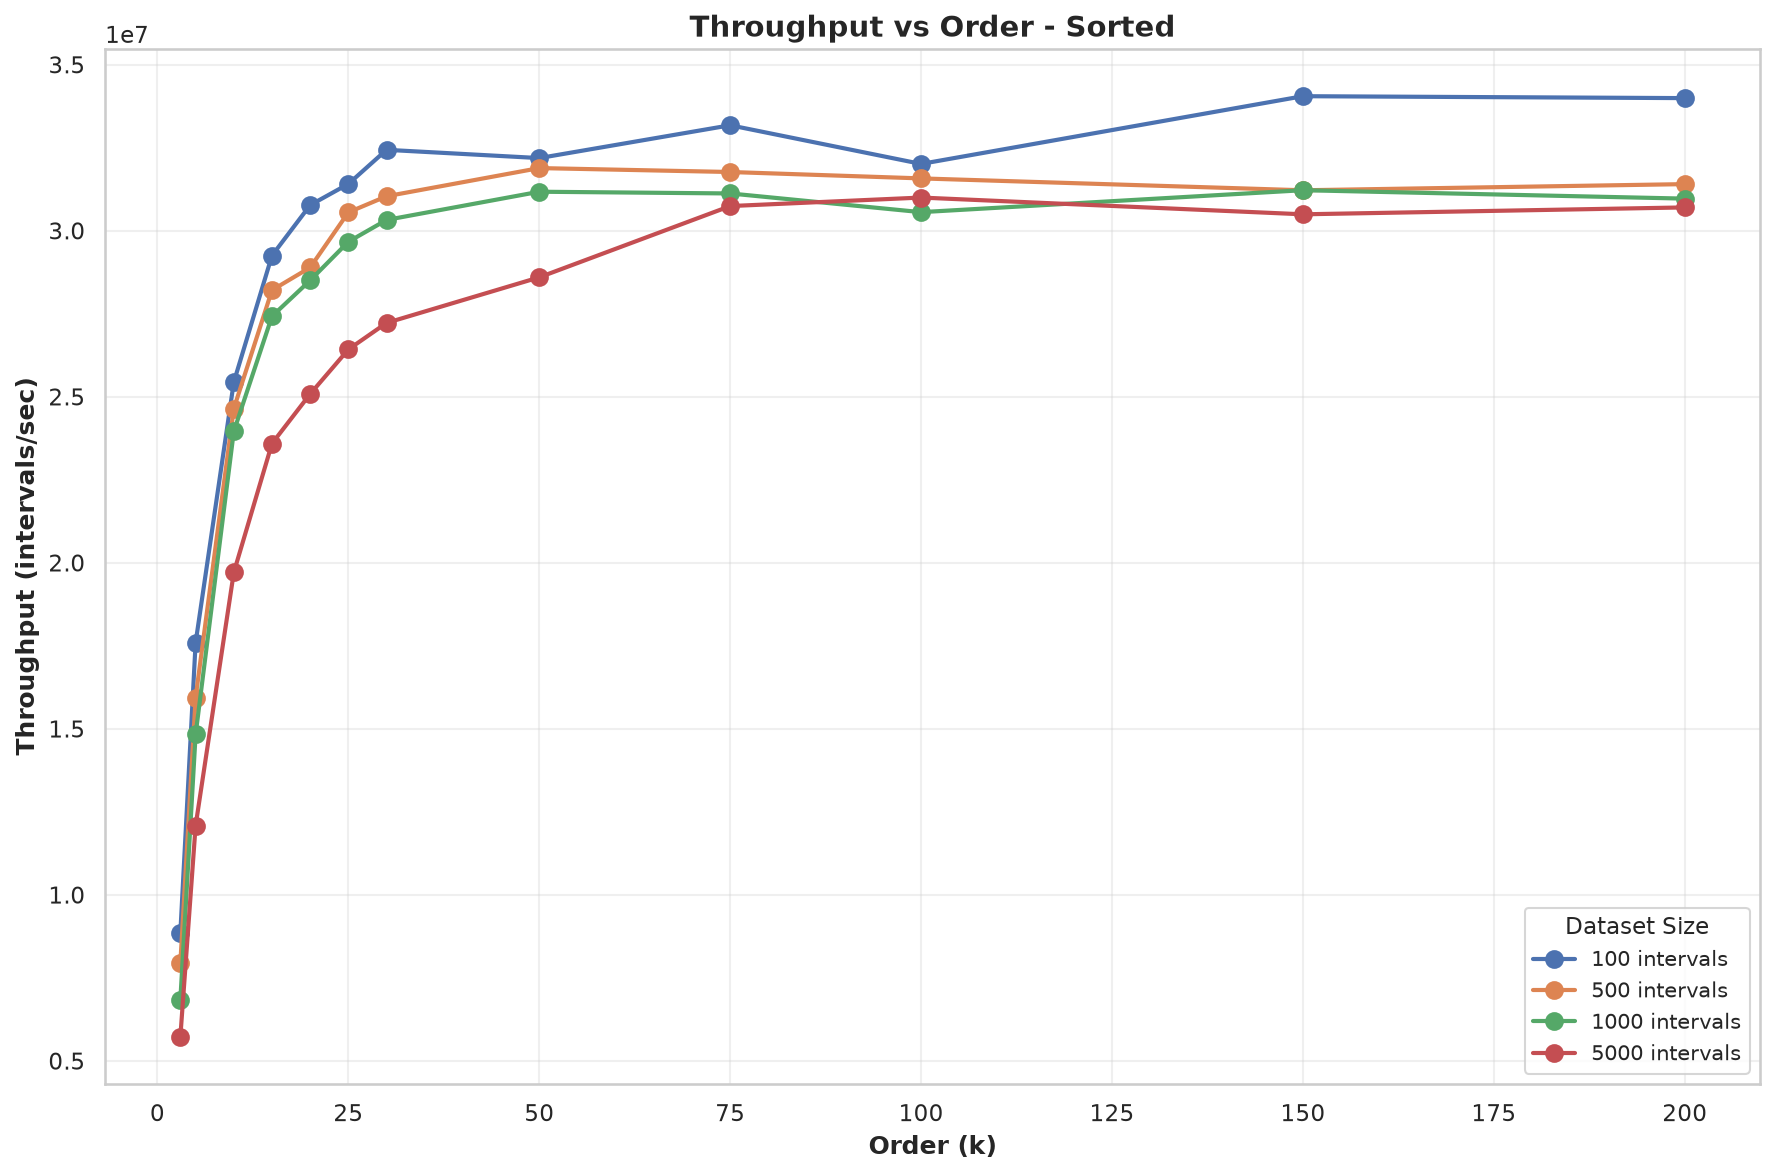 Throughput vs Order - Sorted
1e7
3.5
3.0
2.5
2.0
1.5
1.0
0.5
Throughput (intervals/sec)
0 25 50 75 100 125 150 175 200
Order (k)
Dataset Size
100 intervals
500 intervals
1000 intervals
5000 intervals